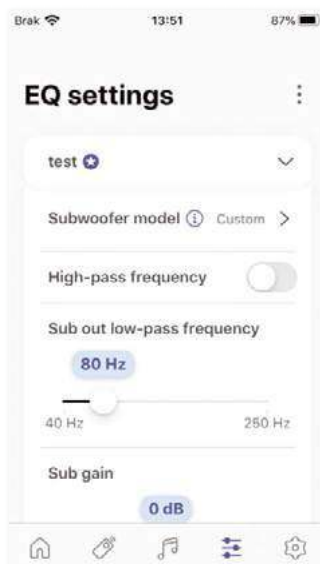 Brak 13:51 87%
EQ settings
test
Subwoofer model Custom
High-pass frequency
Sub out low-pass frequency
80 Hz
40 Hz 250 Hz
Sub gain
0 dB